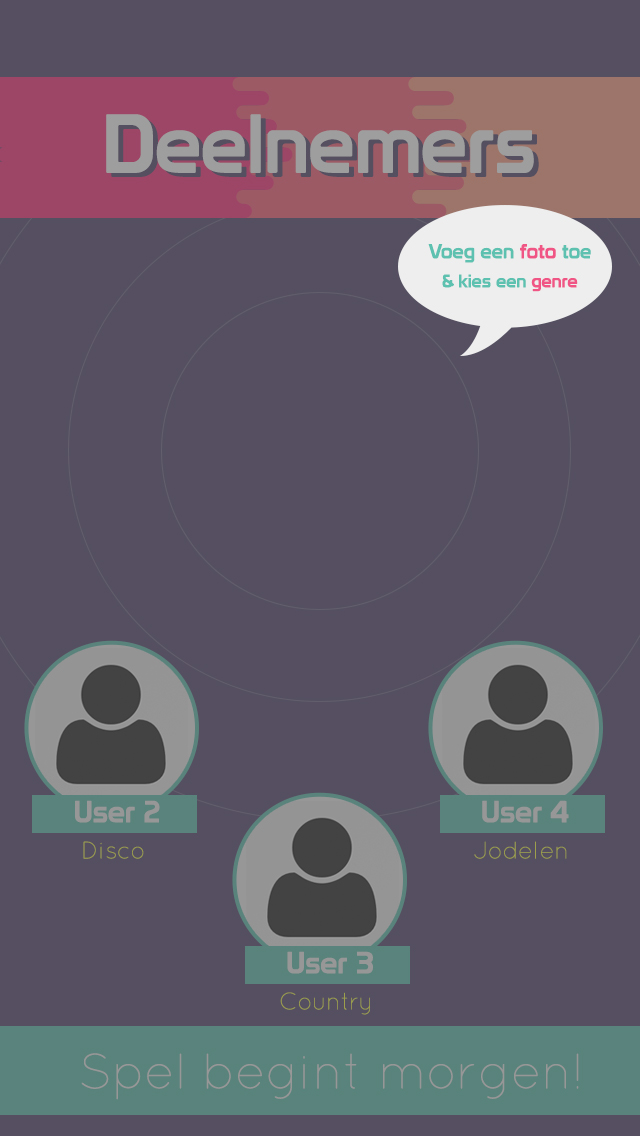 Deelnemers
Voeg een foto toe
& kies een genre
User 2
Disco
User 4
Jodelen
User 3
Country
Spel begint morgen!